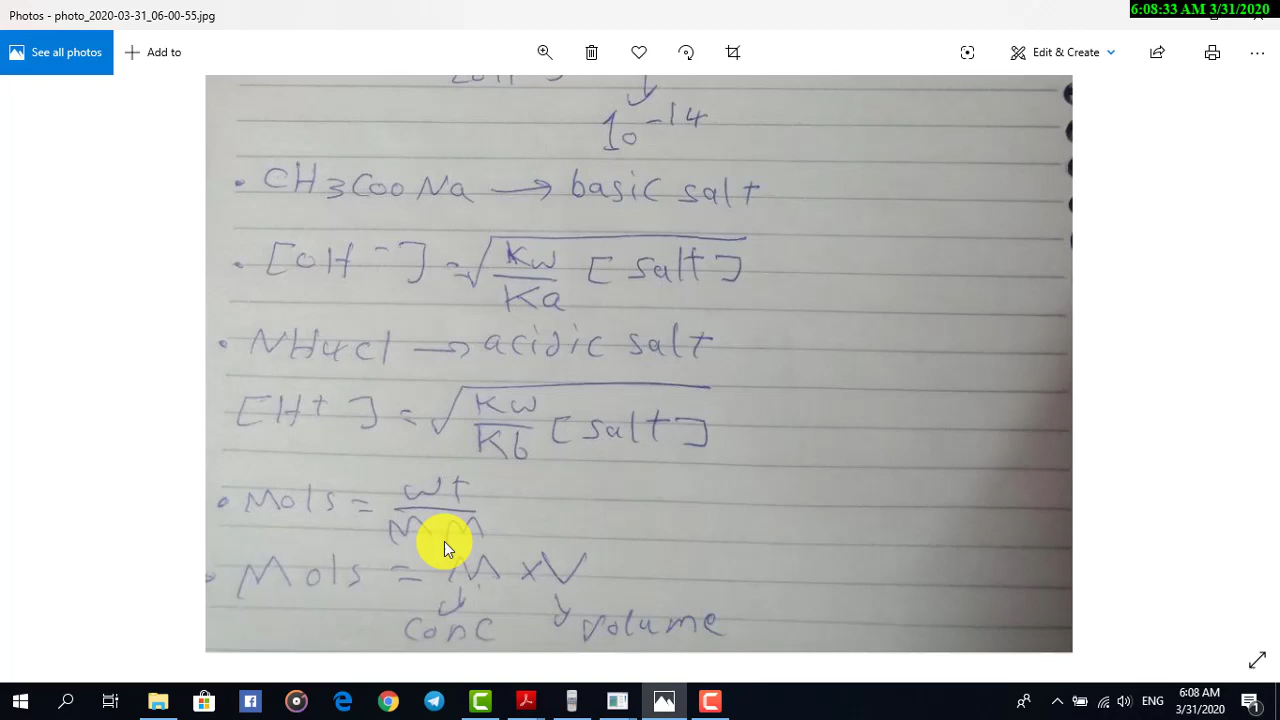 Photos - photo_2020-03-31_06-00-55.jpg
6:08:33 AM 3/31/2020
See all photos
Add to
Edit & Create
10⁻¹⁴
• CH3COONa → basic salt
• [OH⁻] = √ Kw/Ka [salt]
• NH4Cl → acidic salt
[H⁺] = √ Kw/Kb [salt]
• Mols = wt/MM
• Mols = M × V
conc volume
ENG
6:08 AM
3/31/2020
1